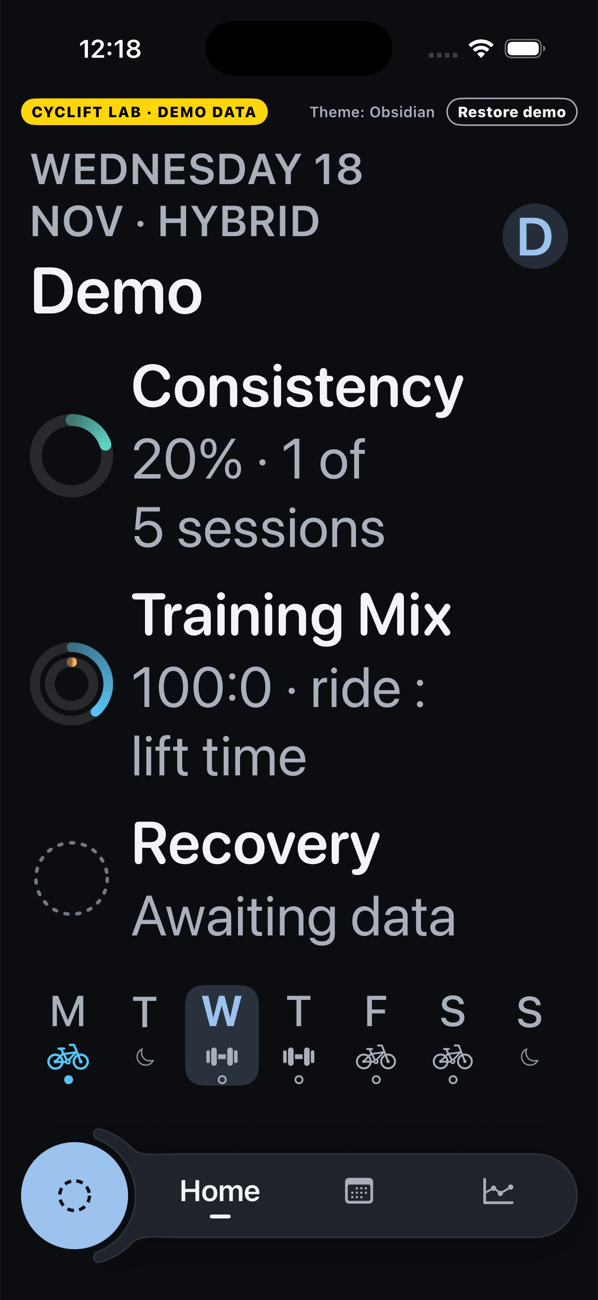 12:18
CYCLIFT LAB · DEMO DATA
Theme: Obsidian
Restore demo
WEDNESDAY 18
NOV · HYBRID
D
Demo
Consistency
20% · 1 of
5 sessions
Training Mix
100:0 · ride :
lift time
Recovery
Awaiting data
M T W T F S S
Home